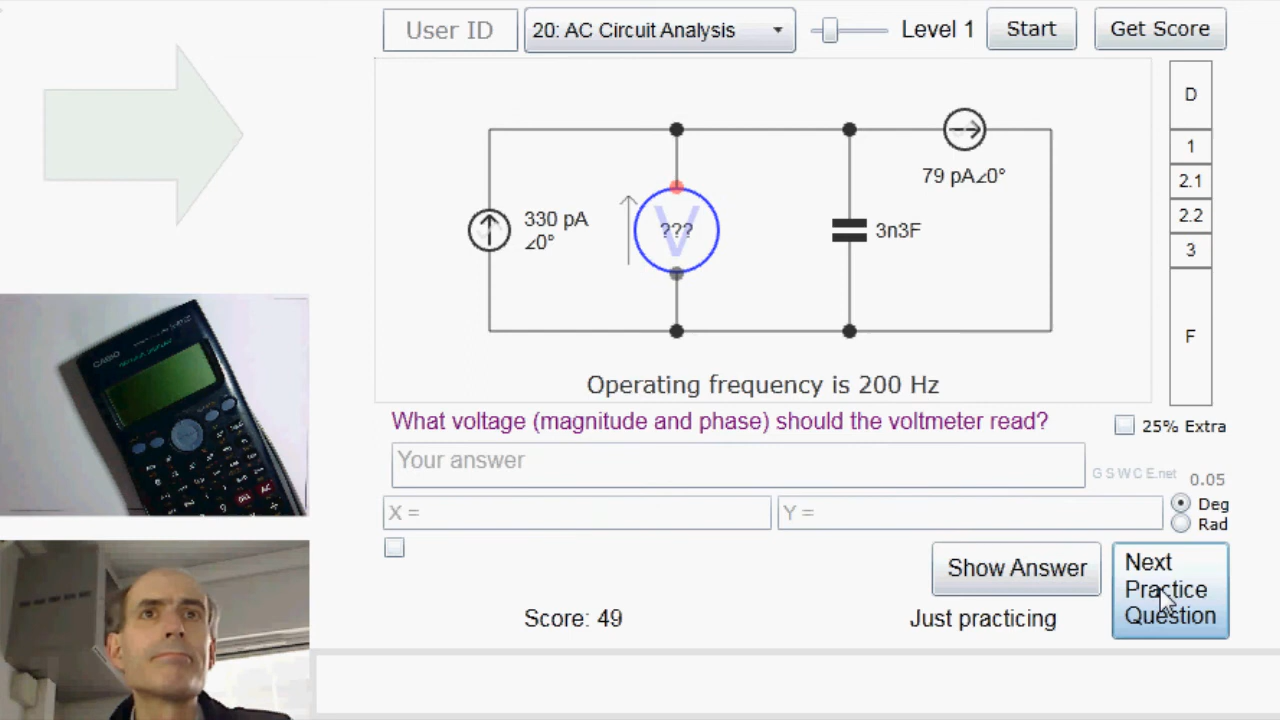 User ID
20: AC Circuit Analysis
Level 1
Start
Get Score
D
1
2.1
2.2
3
F
79 pA∠0°
330 pA
∠0°
V
???
3n3F
Operating frequency is 200 Hz
What voltage (magnitude and phase) should the voltmeter read?
25% Extra
Your answer
G S W C E.net
0.05
X =
Y =
Deg
Rad
Show Answer
Next
Practice
Question
Score: 49
Just practicing
CASIO
AC